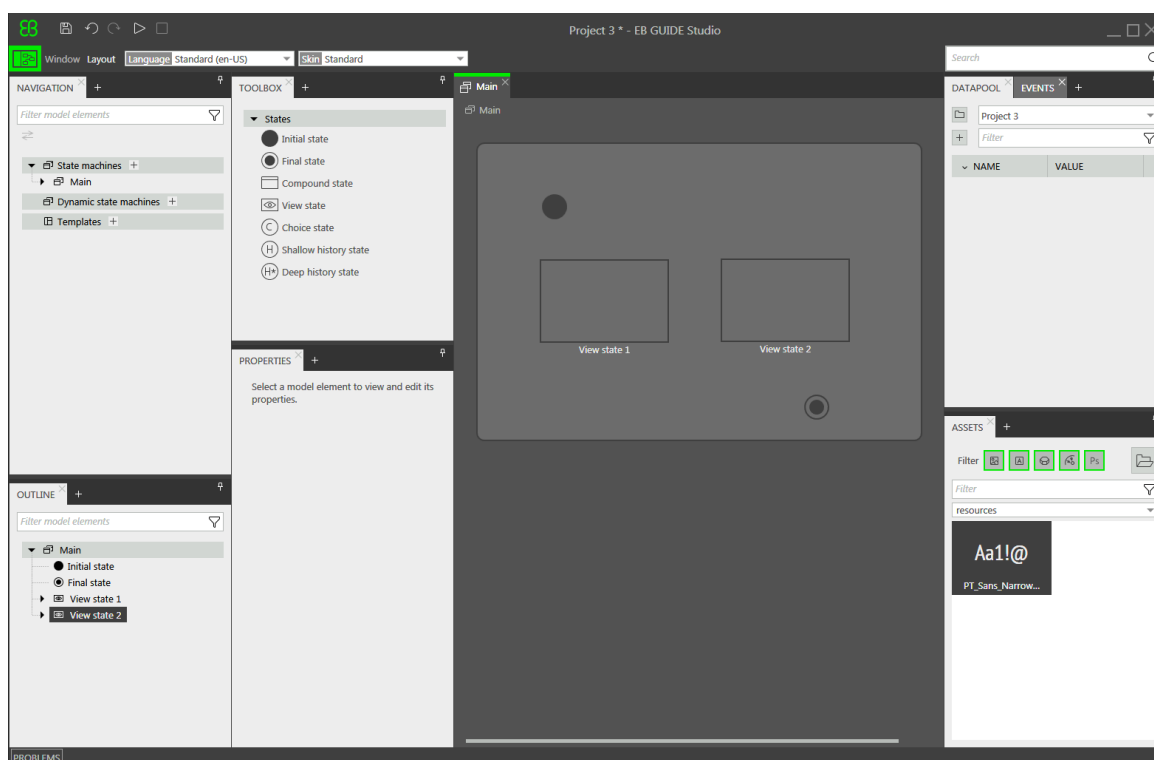 Project 3 * - EB GUIDE Studio
Window Layout Language Standard (en-US) Skin Standard
Search
NAVIGATION
Filter model elements
State machines
Main
Dynamic state machines
Templates
OUTLINE
Filter model elements
Main
Initial state
Final state
View state 1
View state 2
TOOLBOX
States
Initial state
Final state
Compound state
View state
C Choice state
H Shallow history state
H* Deep history state
PROPERTIES
Select a model element to view and edit its
properties.
Main
Main
View state 1
View state 2
DATAPOOL EVENTS
Project 3
Filter
NAME VALUE
ASSETS
Filter A Ps
Filter
resources
Aa1!@
PT_Sans_Narrow...
PROBLEMS